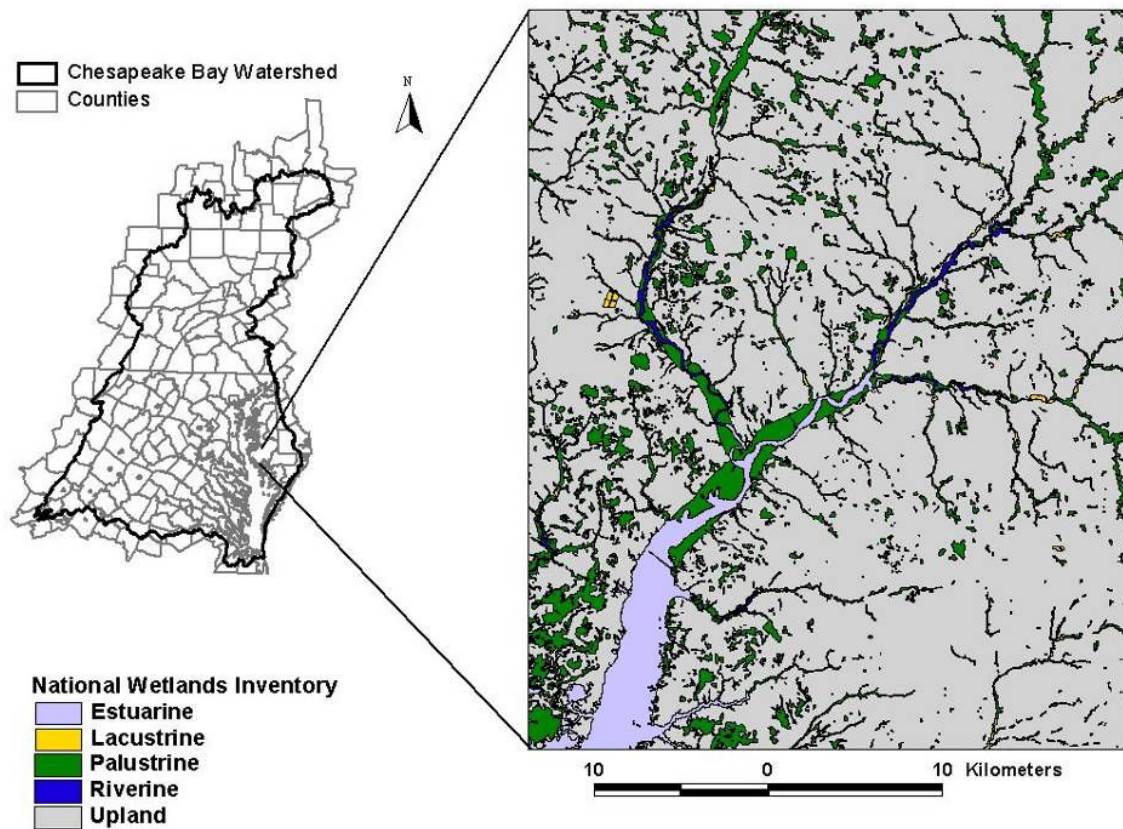 Chesapeake Bay Watershed
Counties
N
National Wetlands Inventory
Estuarine
Lacustrine
Palustrine
Riverine
Upland
10 0 10 Kilometers